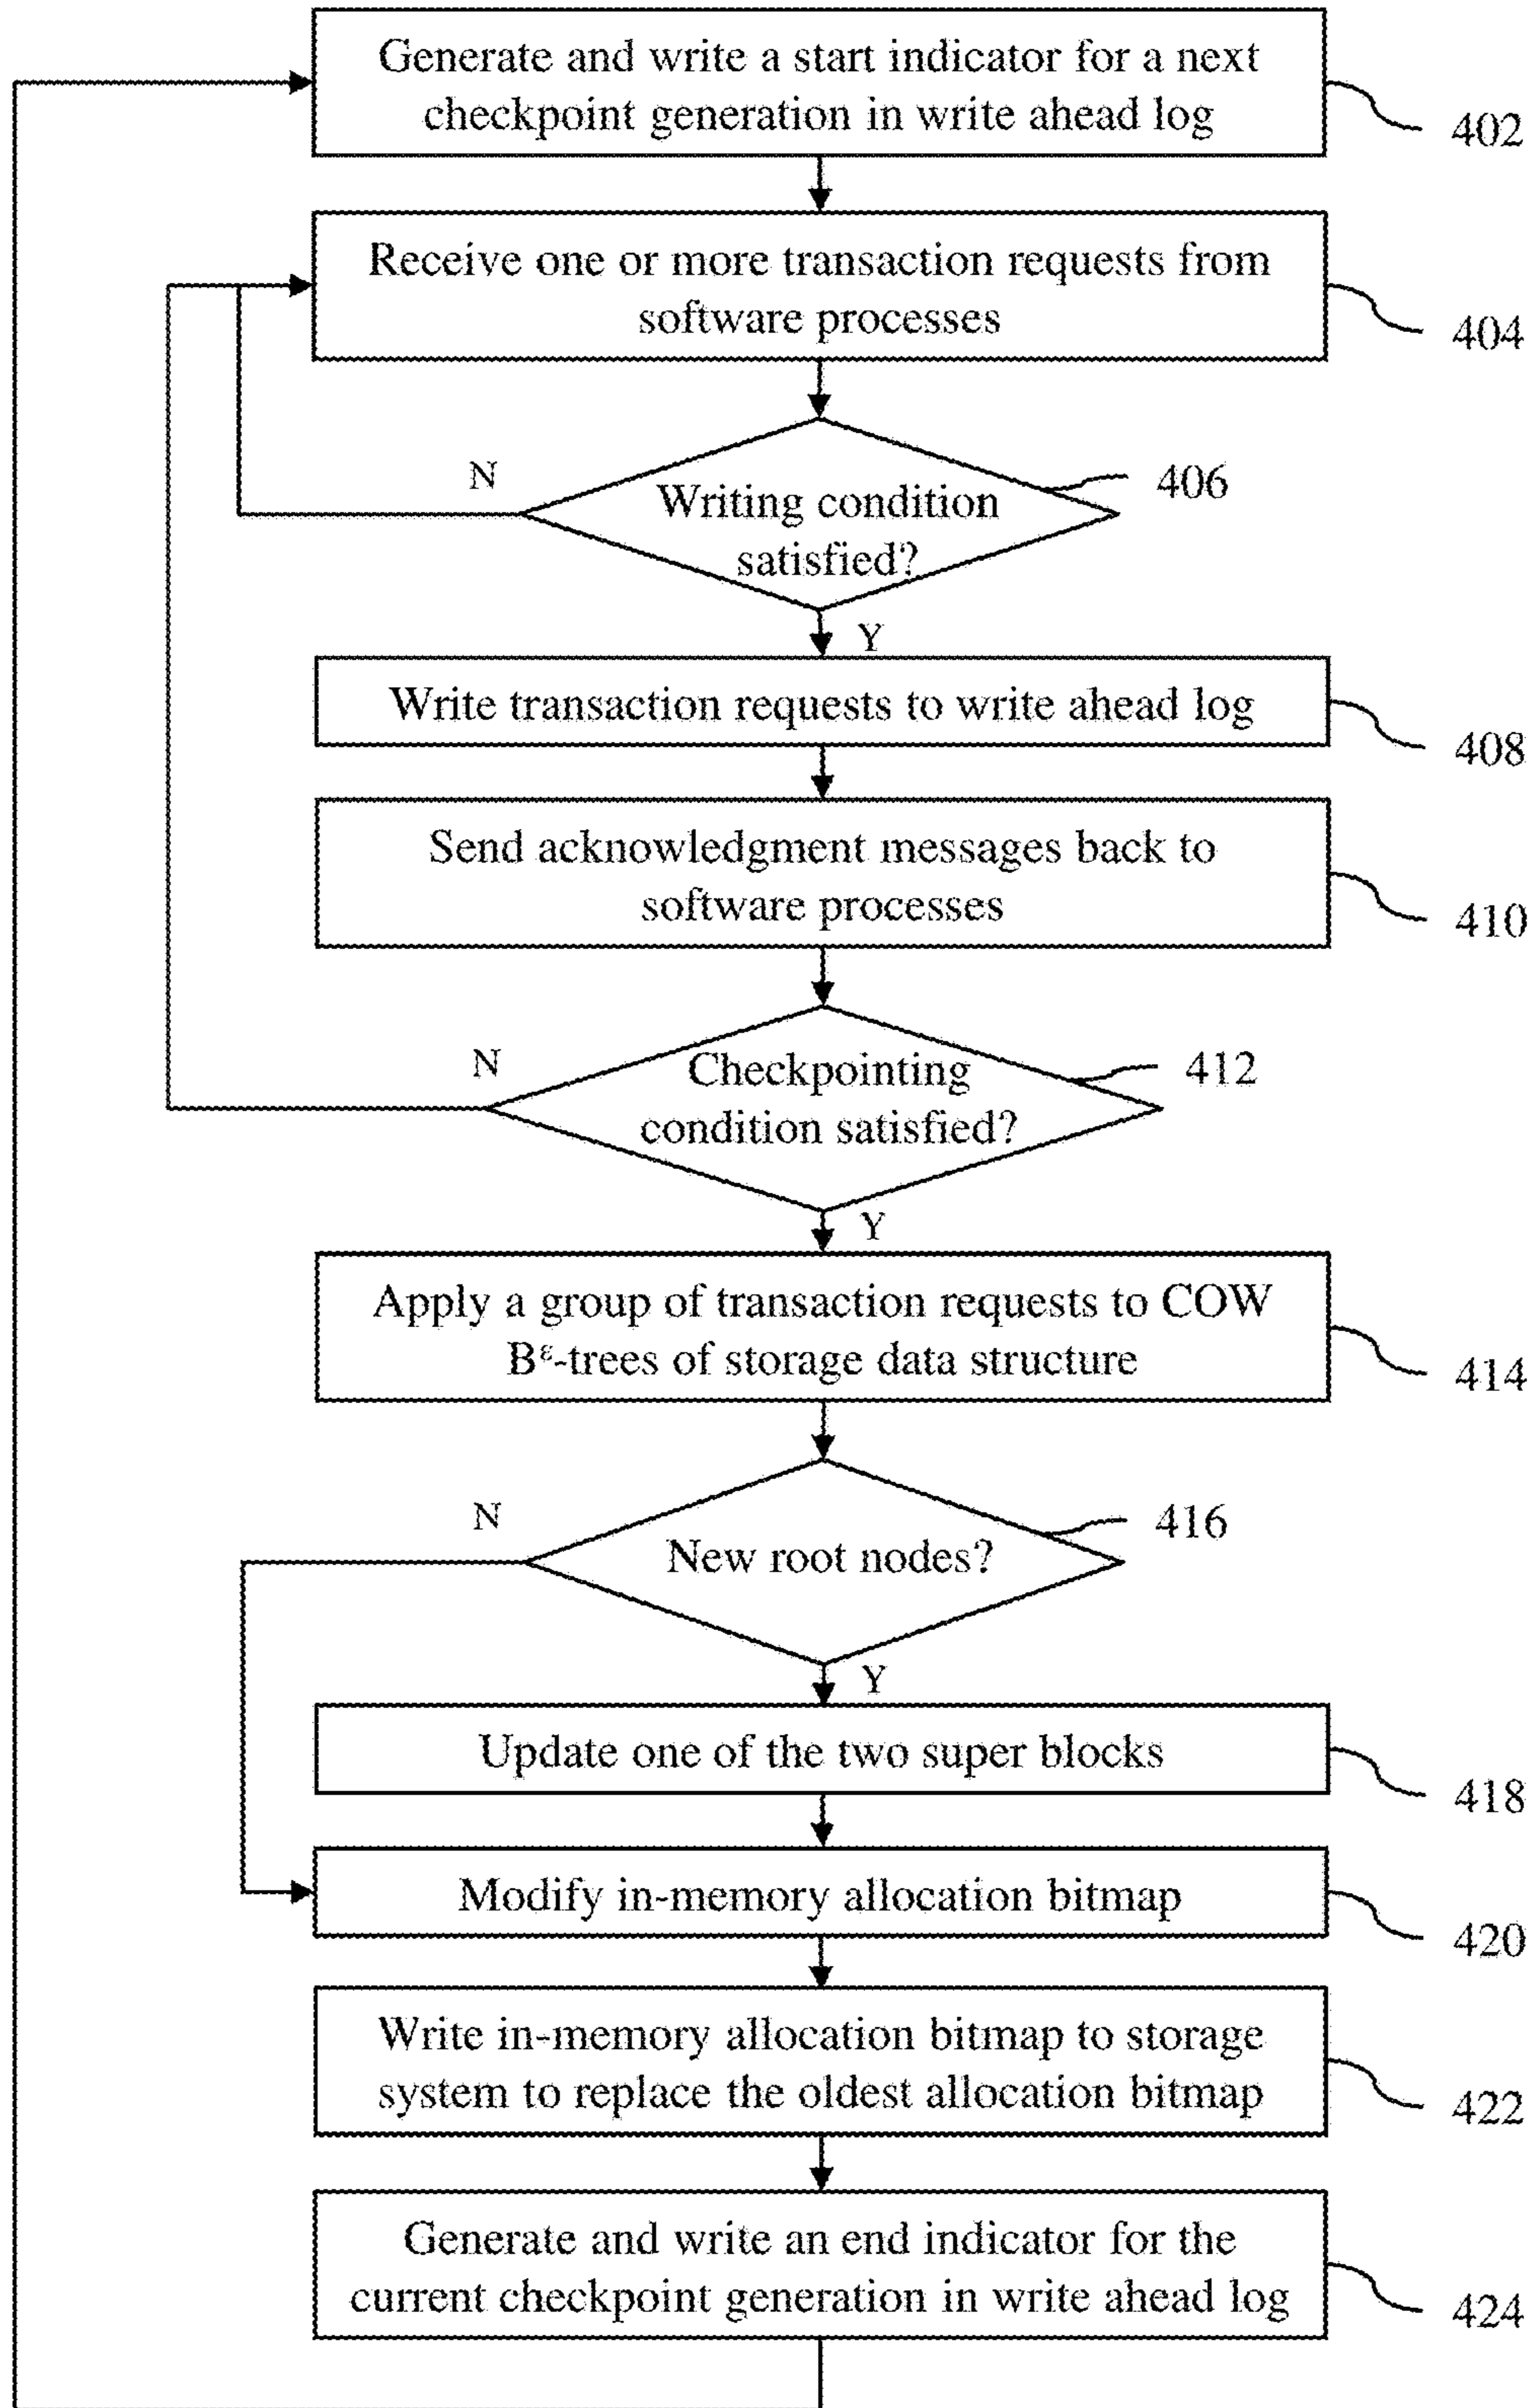 Generate and write a start indicator for a next
checkpoint generation in write ahead log
402
Receive one or more transaction requests from
software processes
404
N
406
Writing condition
satisfied?
Y
Write transaction requests to write ahead log
408
Send acknowledgment messages back to
software processes
410
N
Checkpointing
412
condition satisfied?
Y
Apply a group of transaction requests to COW
Bᵋ-trees of storage data structure
414
N
416
New root nodes?
Y
Update one of the two super blocks
418
Modify in-memory allocation bitmap
420
Write in-memory allocation bitmap to storage
system to replace the oldest allocation bitmap
422
Generate and write an end indicator for the
current checkpoint generation in write ahead log
424